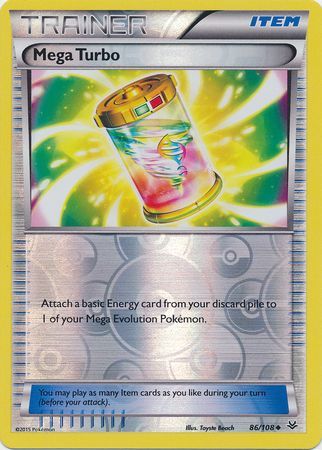 TRAINER
ITEM
Mega Turbo
Attach a basic Energy card from your discard pile to
1 of your Mega Evolution Pokémon.
You may play as many Item cards as you like during your turn
(before your attack).
©2015 Pokémon
Illus. Toyste Beach
86/108